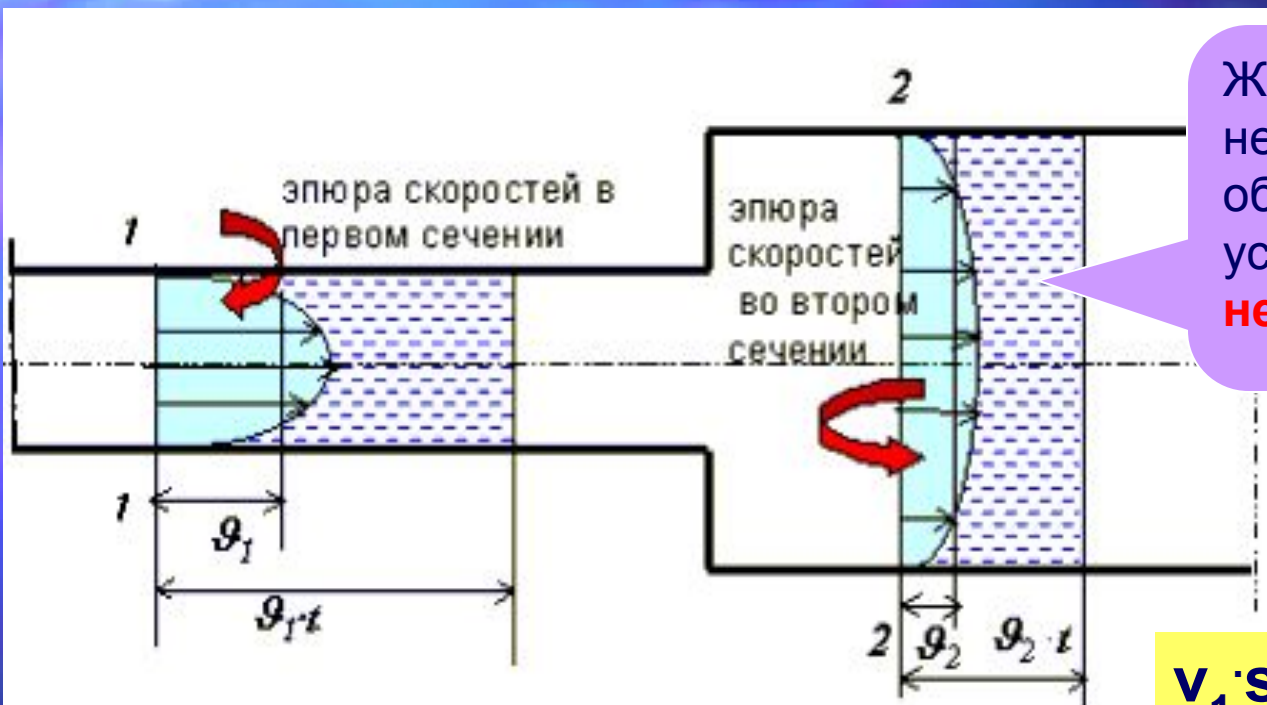 2
Ж
не
об
ус
не
эпюра скоростей в
первом сечении
1
эпюра
скоростей
во втором
сечении
1
ϑ₁
ϑ₁·t
2 ϑ₂ ϑ₂·t
v₁·s